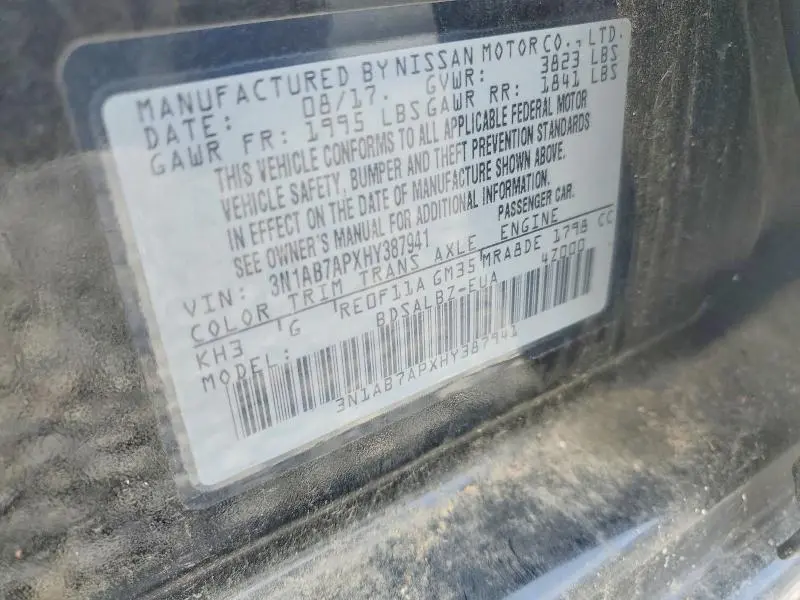 MANUFACTURED BY NISSAN MOTOR CO., LTD.
DATE: 08/17. GVWR: 3823 LBS
GAWR FR: 1995 LBS GAWR RR: 1841 LBS
THIS VEHICLE CONFORMS TO ALL APPLICABLE FEDERAL MOTOR
VEHICLE SAFETY, BUMPER AND THEFT PREVENTION STANDARDS
IN EFFECT ON THE DATE OF MANUFACTURE SHOWN ABOVE.
SEE OWNER'S MANUAL FOR ADDITIONAL INFORMATION.
VIN: 3N1AB7APXHY387941 PASSENGER CAR.
COLOR TRIM TRANS AXLE ENGINE
KH3 G RE0F11A GM35 MRA8DE 1798 CC
MODEL: BDSALBZ-EUA 4Z000
3N1AB7APXHY387941